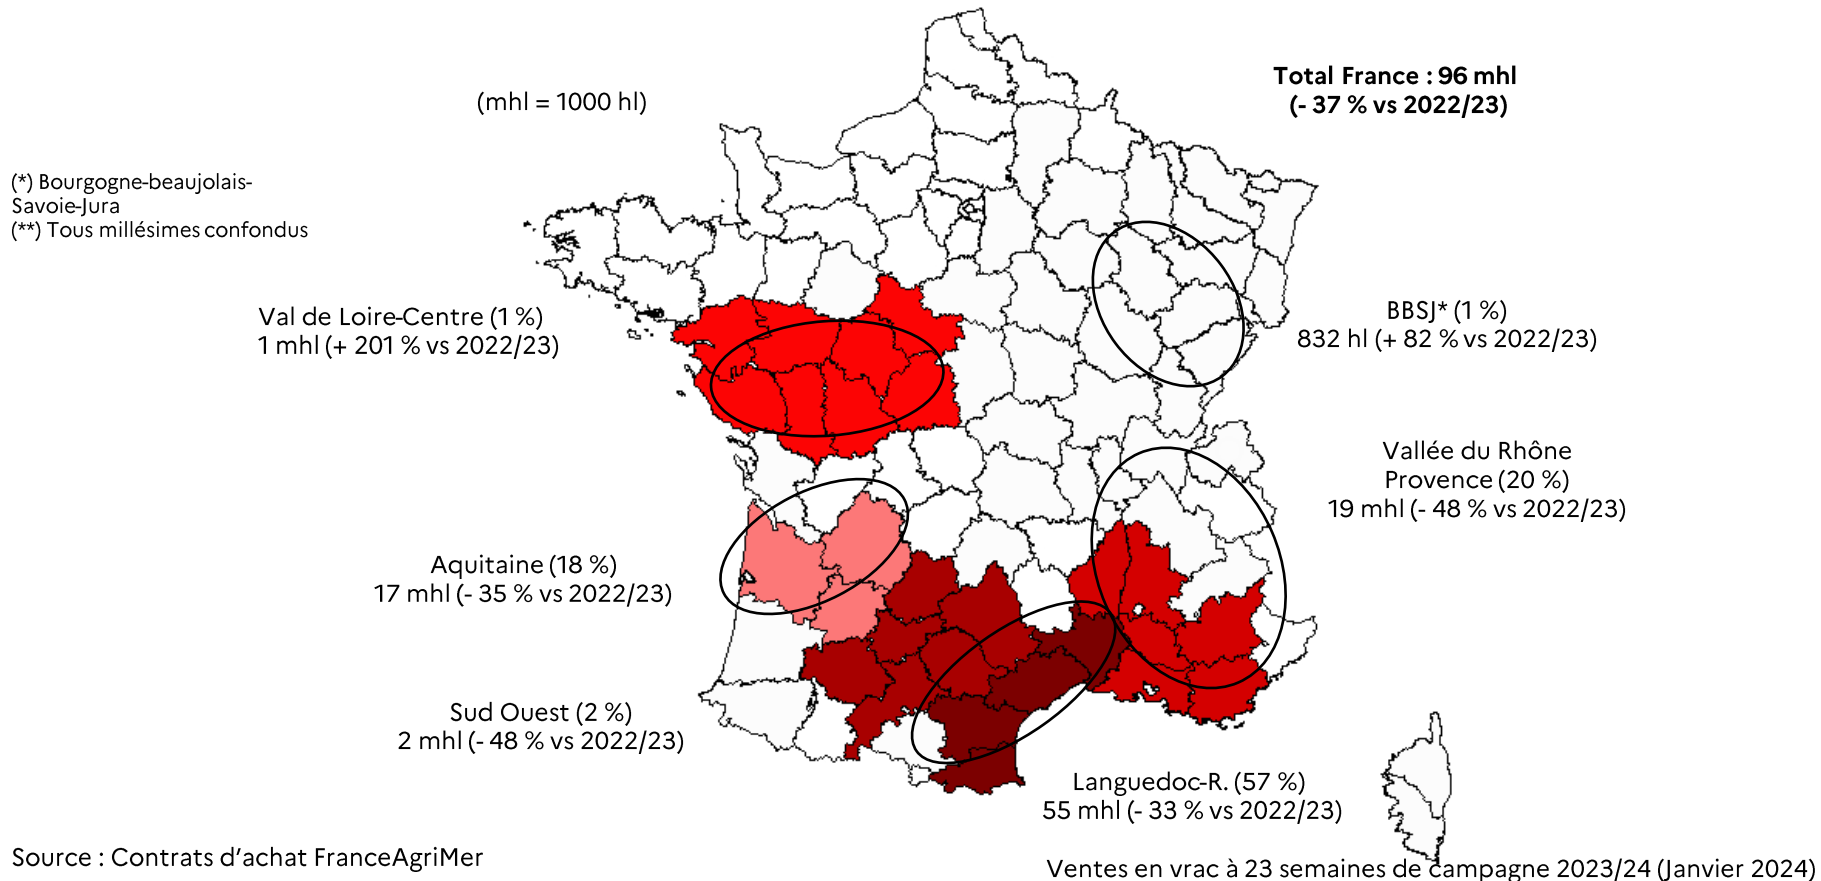 Total France : 96 mhl
(- 37 % vs 2022/23)
(mhl = 1000 hl)
(*) Bourgogne-beaujolais-
Savoie-Jura
(**) Tous millésimes confondus
Val de Loire-Centre (1 %)
1 mhl (+ 201 % vs 2022/23)
BBSJ* (1 %)
832 hl (+ 82 % vs 2022/23)
Vallée du Rhône
Provence (20 %)
19 mhl (- 48 % vs 2022/23)
Aquitaine (18 %)
17 mhl (- 35 % vs 2022/23)
Sud Ouest (2 %)
2 mhl (- 48 % vs 2022/23)
Languedoc-R. (57 %)
55 mhl (- 33 % vs 2022/23)
Source : Contrats d'achat FranceAgriMer
Ventes en vrac à 23 semaines de campagne 2023/24 (Janvier 2024)